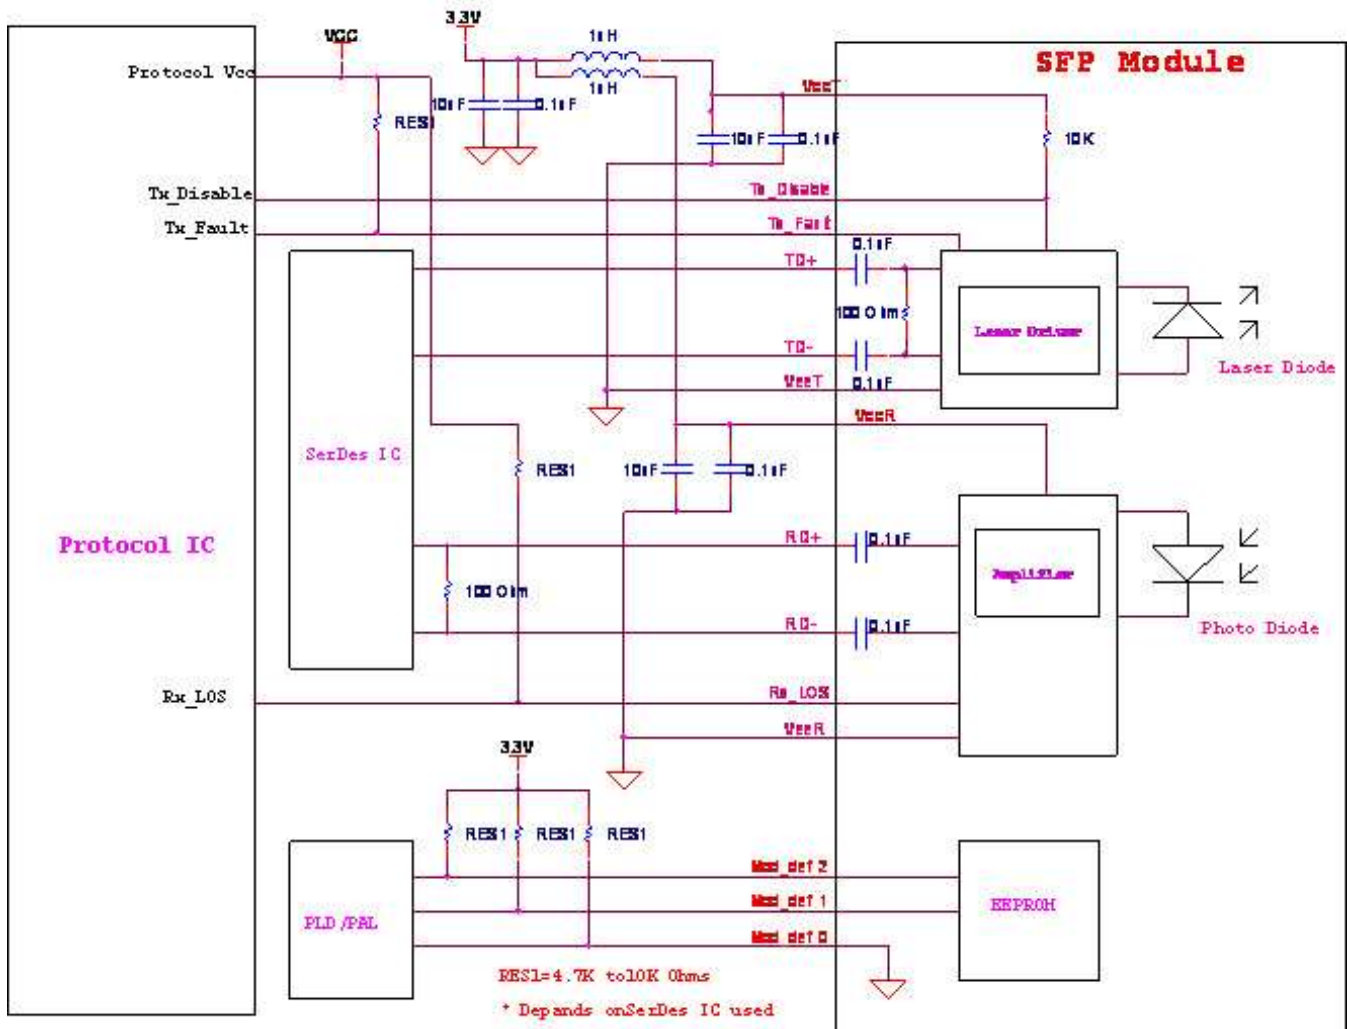 3.3V
VCC
1uH
SFP Module
Protocol Vcc
1uH
VccT
10uF
0.1uF
RES1
10uF
0.1uF
10K
Tx_Disable
Tx_Disable
Tx_Fault
Tx_Fault
0.1uF
TD+
100 Ohm
Laser Driver
TD-
Laser Diode
VeeT
0.1uF
SerDes IC
RES1
10uF
0.1uF
Protocol IC
RD+
0.1uF
Amplifier
100 Ohm
RD-
0.1uF
Photo Diode
Rx_LOS
Rx_LOS
VeeR
3.3V
RES1
RES1
RES1
Mod_def 2
PLD /PAL
Mod_def 1
EEPROM
Mod_def 0
RES1=4.7K to10K Ohms
* Depands onSerDes IC used